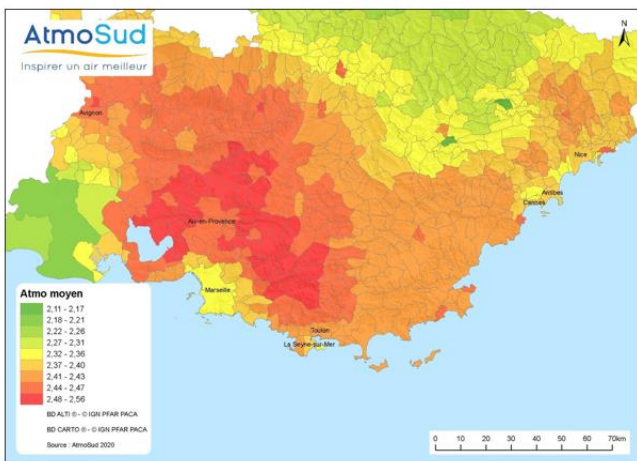 AtmoSud
Inspirer un air meilleur
N
Avignon
Nice
Antibes
Cannes
Aix-en-Provence
Marseille
Toulon
La Seyne-sur-Mer
Atmo moyen
2,11 - 2,17
2,18 - 2,21
2,22 - 2,26
2,27 - 2,31
2,32 - 2,36
2,37 - 2,40
2,41 - 2,43
2,44 - 2,47
2,48 - 2,56
BD ALTI ® - © IGN PFAR PACA
BD CARTO ® - © IGN PFAR PACA
Source : AtmoSud 2020
0 10 20 30 40 50 60 70km